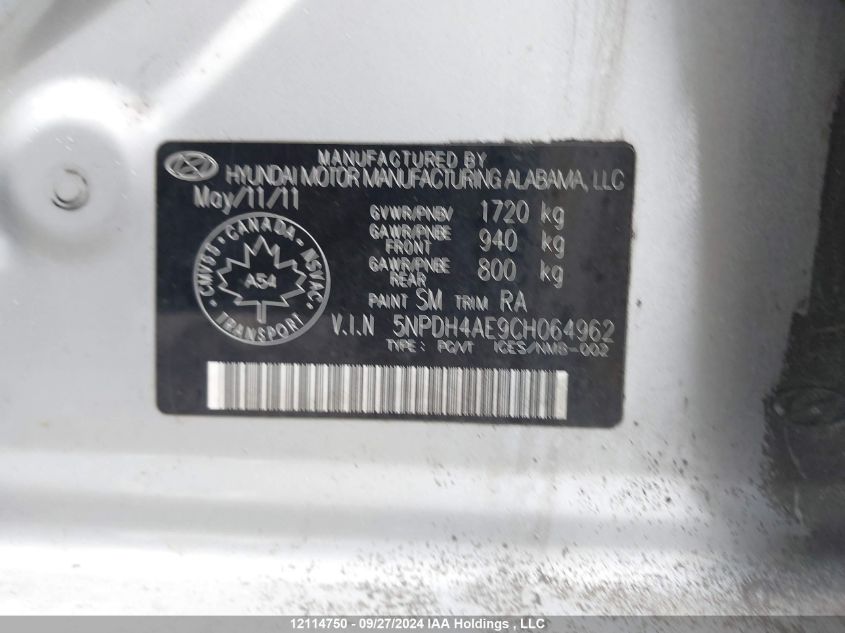 MANUFACTURED BY
HYUNDAI MOTOR MANUFACTURING ALABAMA, LLC
May/11/11
GVWR/PNBV 1720 kg
GAWR/PNBE FRONT 940 kg
GAWR/PNBE REAR 800 kg
CANADA
CMVSS NSVAC
A54
TRANSPORT
PAINT SM TRIM RA
V.I.N 5NPDH4AE9CH064962
TYPE : PC/VT ICES/NMB-002
12114750 - 09/27/2024 IAA Holdings , LLC